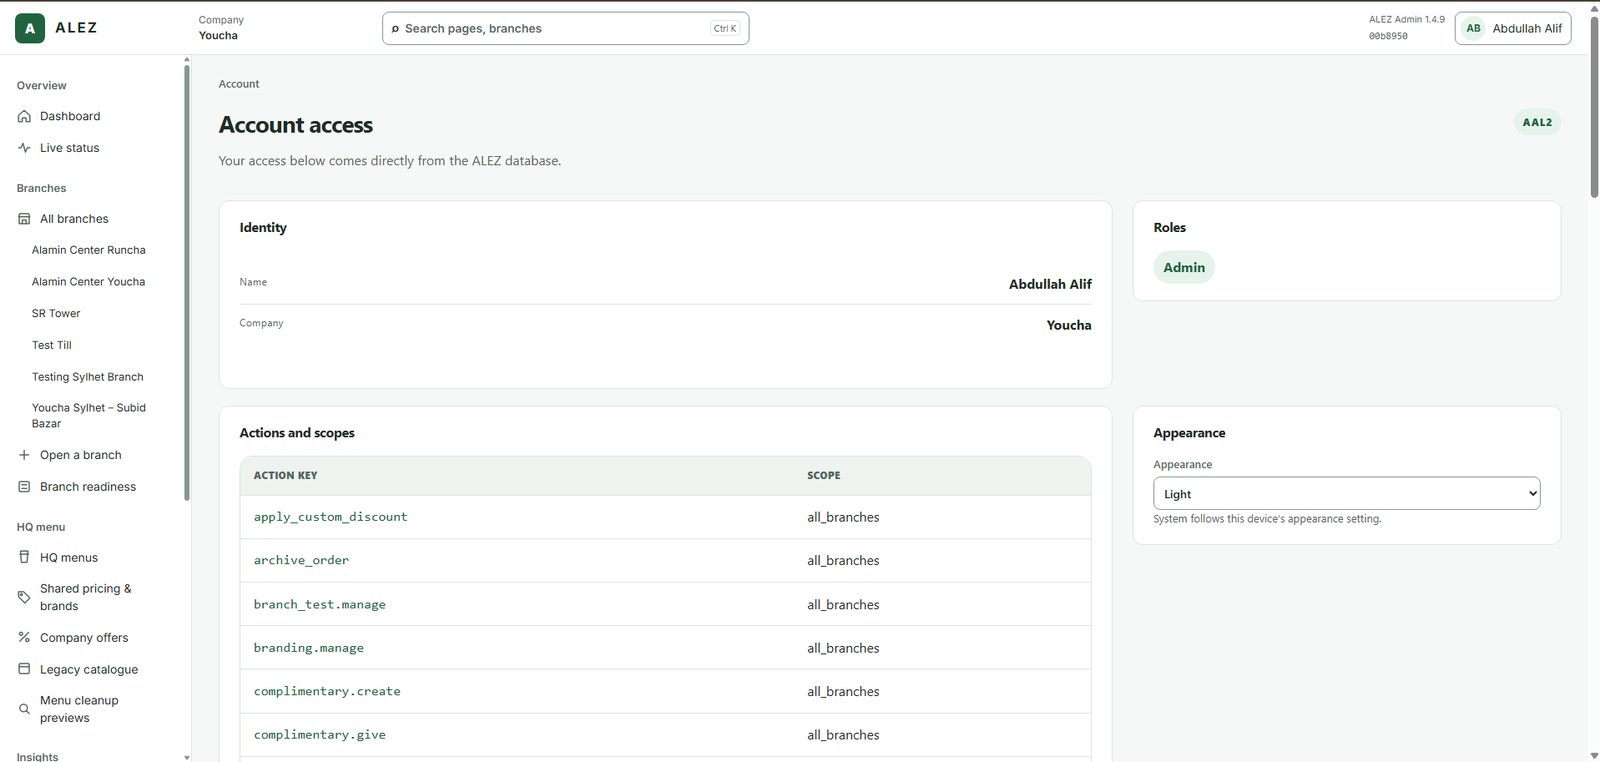 A ALEZ
Company
Youcha
Search pages, branches Ctrl K
ALEZ Admin 1.4.9
00b8950
AB Abdullah Alif
Overview
Dashboard
Live status
Branches
All branches
Alamin Center Runcha
Alamin Center Youcha
SR Tower
Test Till
Testing Sylhet Branch
Youcha Sylhet – Subid
Bazar
Open a branch
Branch readiness
HQ menu
HQ menus
Shared pricing &
brands
Company offers
Legacy catalogue
Menu cleanup
previews
Insights
Account
Account access
AAL2
Your access below comes directly from the ALEZ database.
Identity
Name Abdullah Alif
Company Youcha
Roles
Admin
Actions and scopes
ACTION KEY SCOPE
apply_custom_discount all_branches
archive_order all_branches
branch_test.manage all_branches
branding.manage all_branches
complimentary.create all_branches
complimentary.give all_branches
Appearance
Appearance
Light
System follows this device's appearance setting.